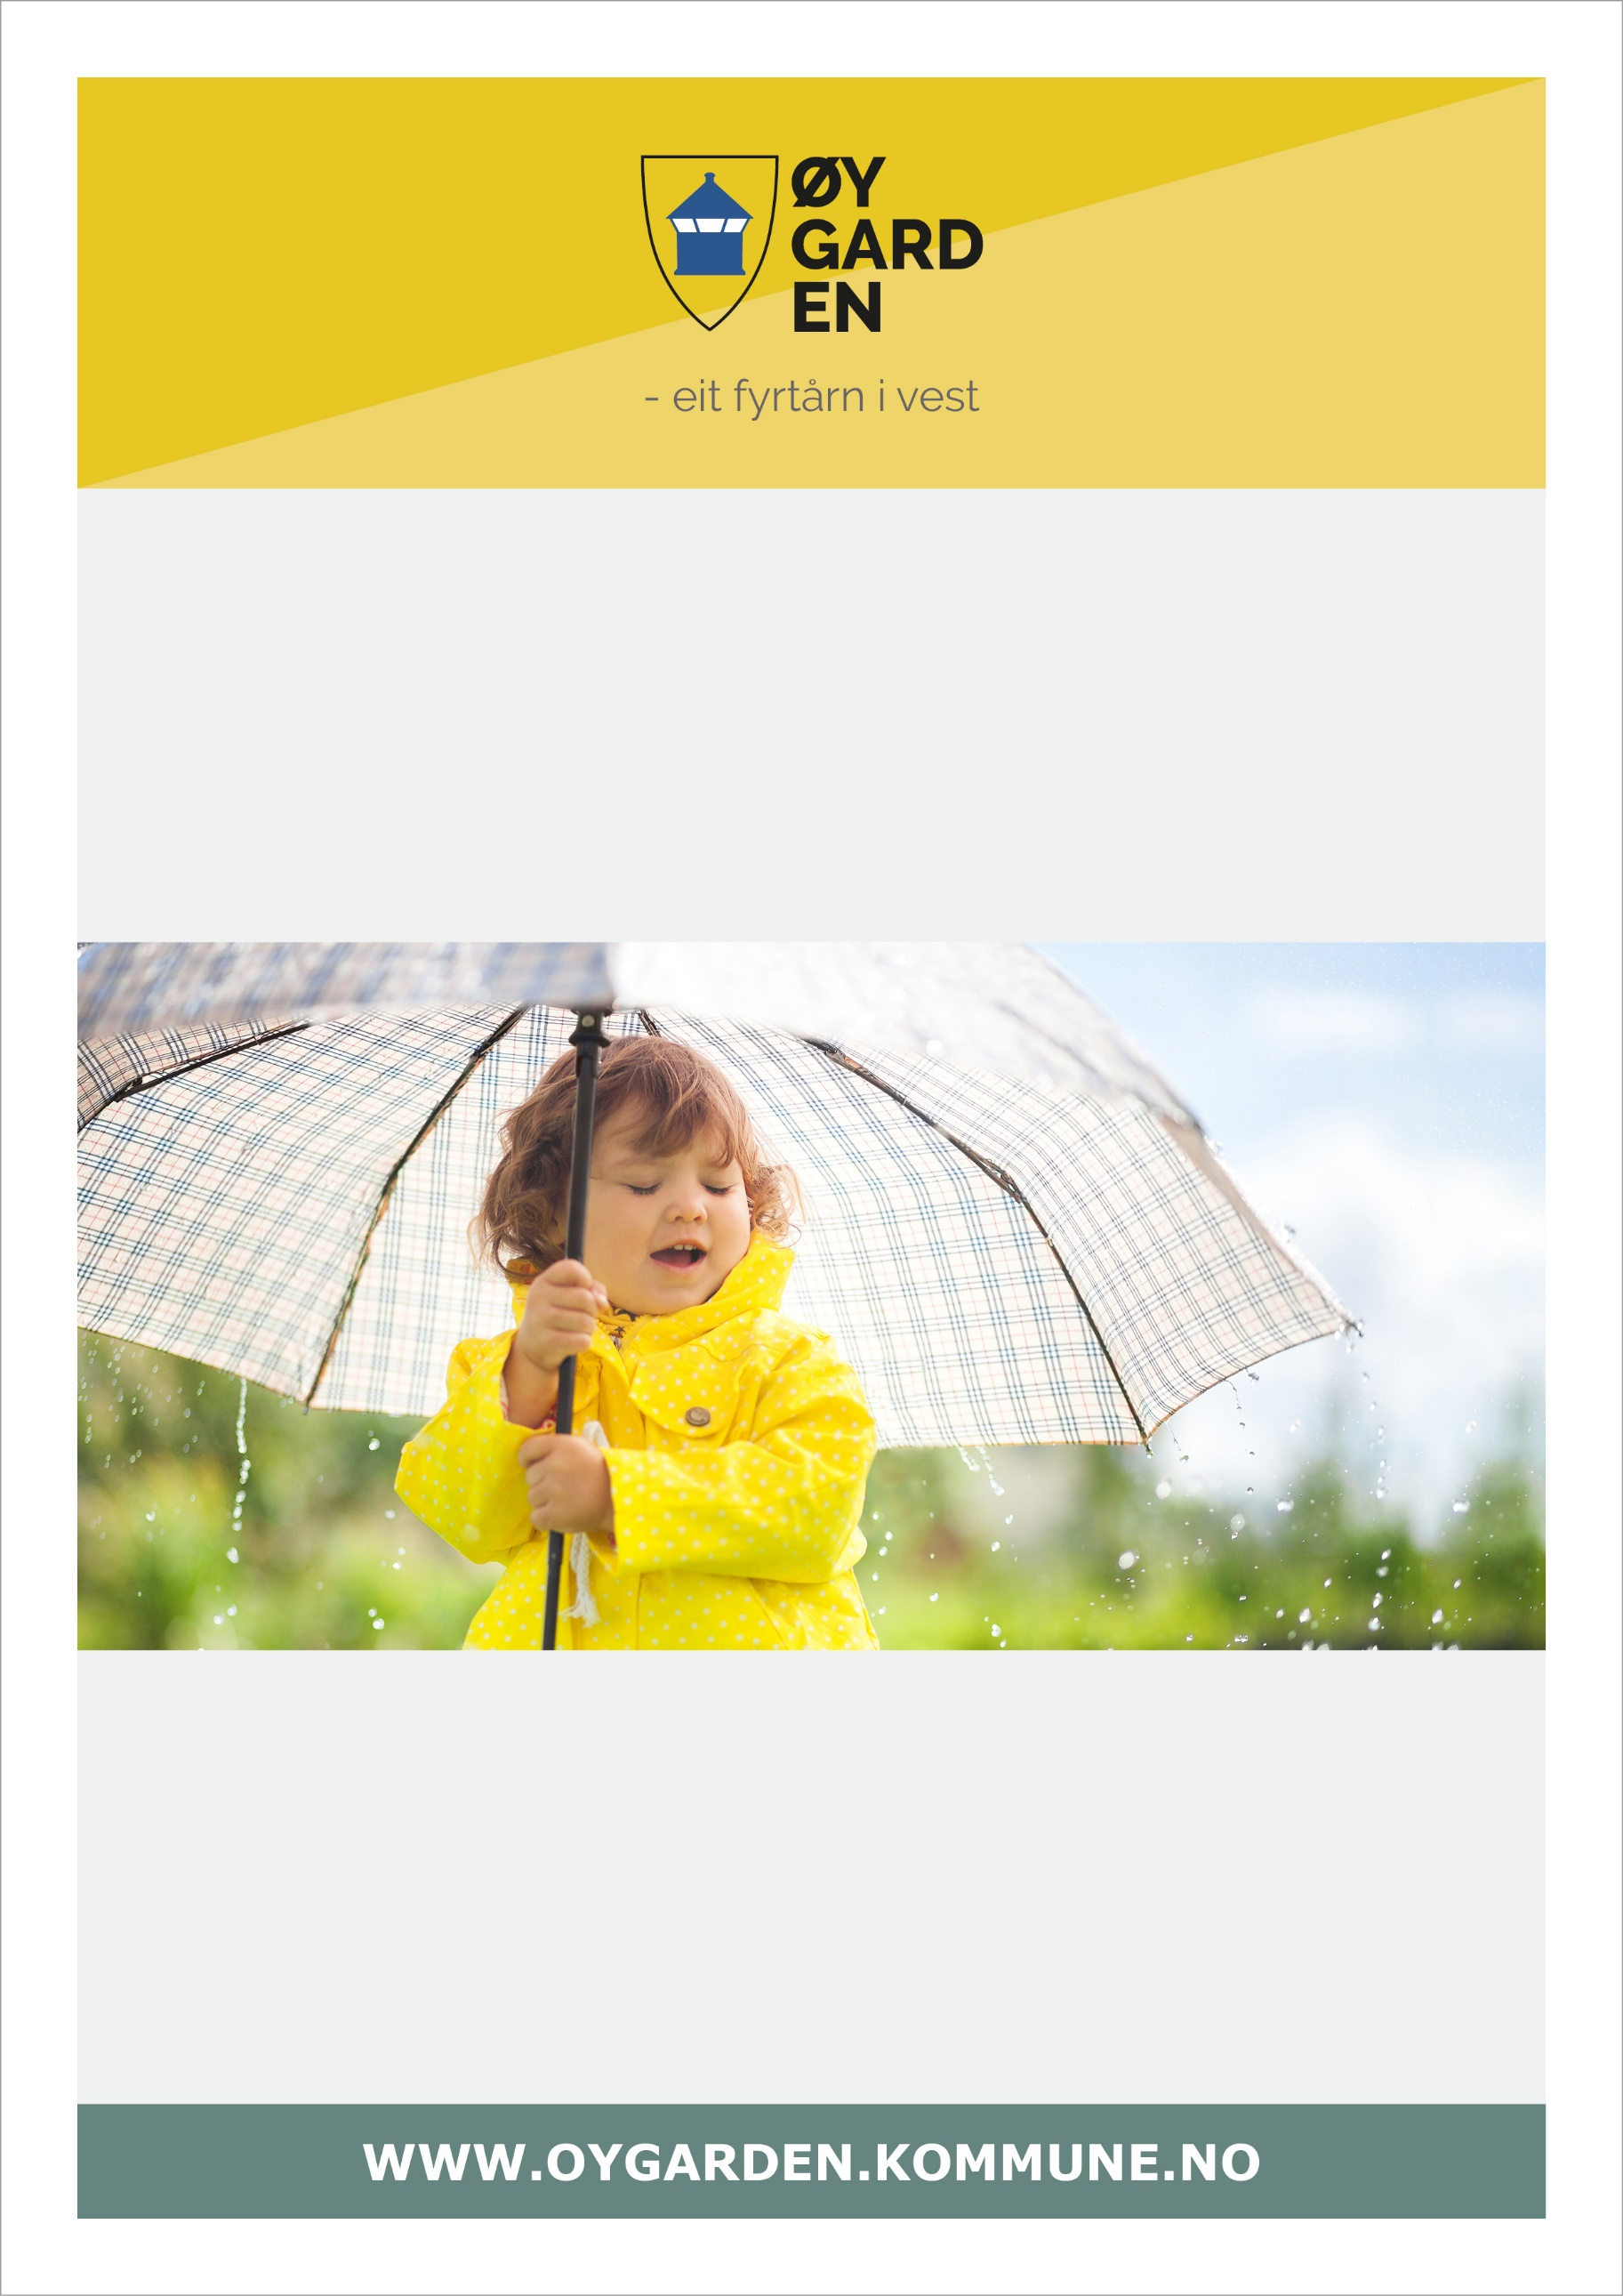 ØY
GARD
EN
- eit fyrtårn i vest
WWW.OYGARDEN.KOMMUNE.NO